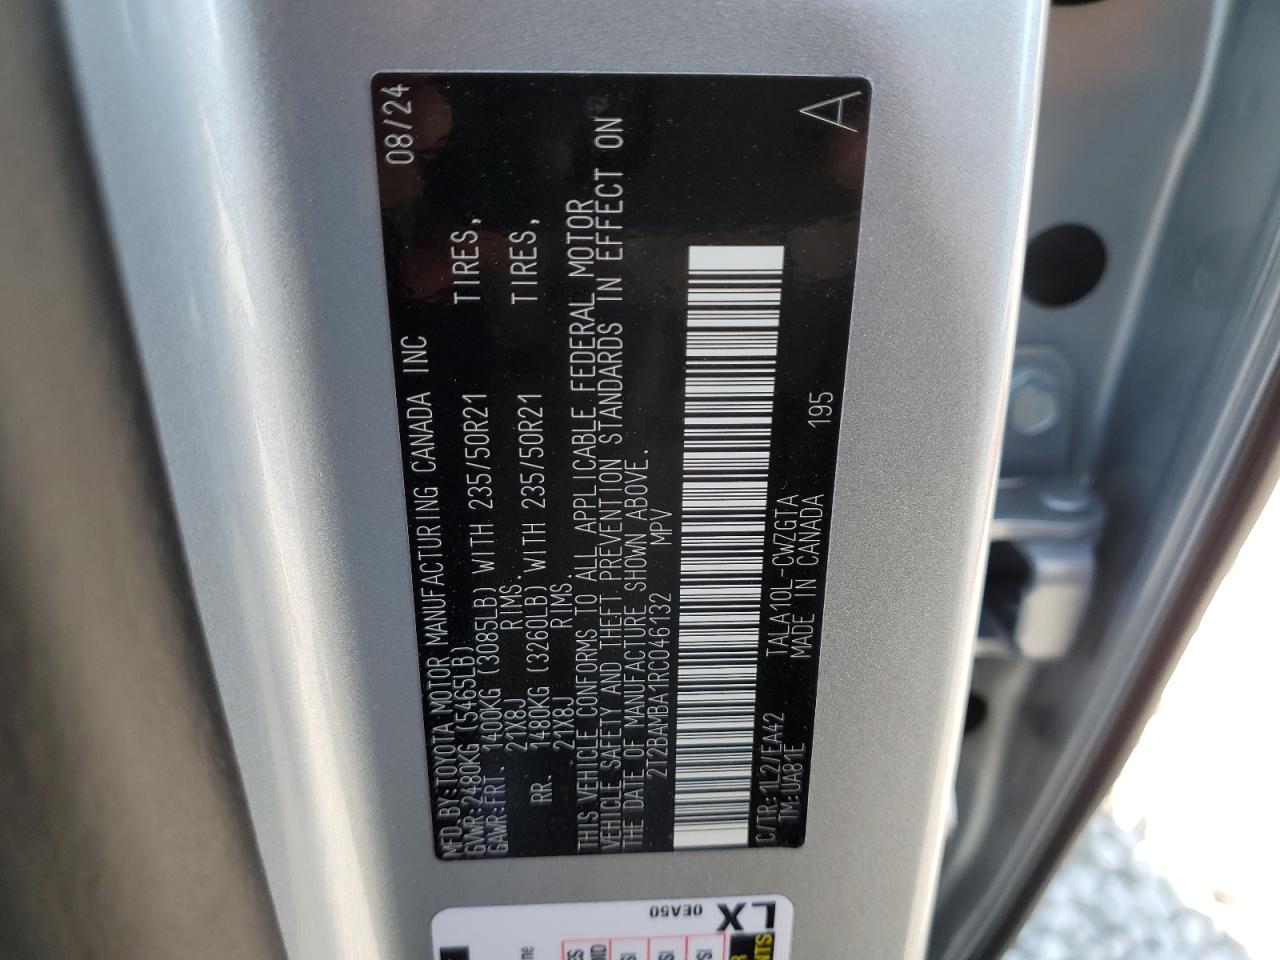 MFD. BY: TOYOTA MOTOR MANUFACTURING CANADA INC 08/24
GVWR: 2480KG (5465LB)
GAWR: FRT. 1400KG (3085LB) WITH 235/50R21 TIRES,
21X8J RIMS.
RR. 1480KG (3260LB) WITH 235/50R21 TIRES,
21X8J RIMS.
THIS VEHICLE CONFORMS TO ALL APPLICABLE FEDERAL MOTOR
VEHICLE SAFETY AND THEFT PREVENTION STANDARDS IN EFFECT ON
THE DATE OF MANUFACTURE SHOWN ABOVE.
2T2BAMBA1RC046132 MPV
C/TR: 1L2/EA42 TALA10L-CWZGTA 195 A
TM: UA81E MADE IN CANADA
LX
0EA50